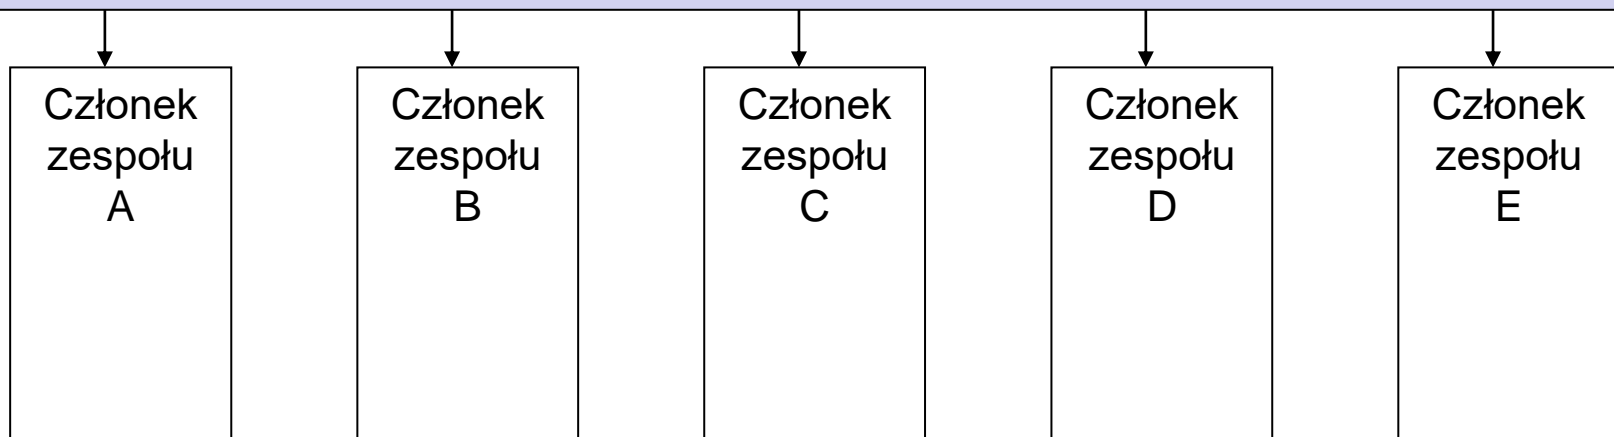 Członek
zespołu
A
Członek
zespołu
B
Członek
zespołu
C
Członek
zespołu
D
Członek
zespołu
E